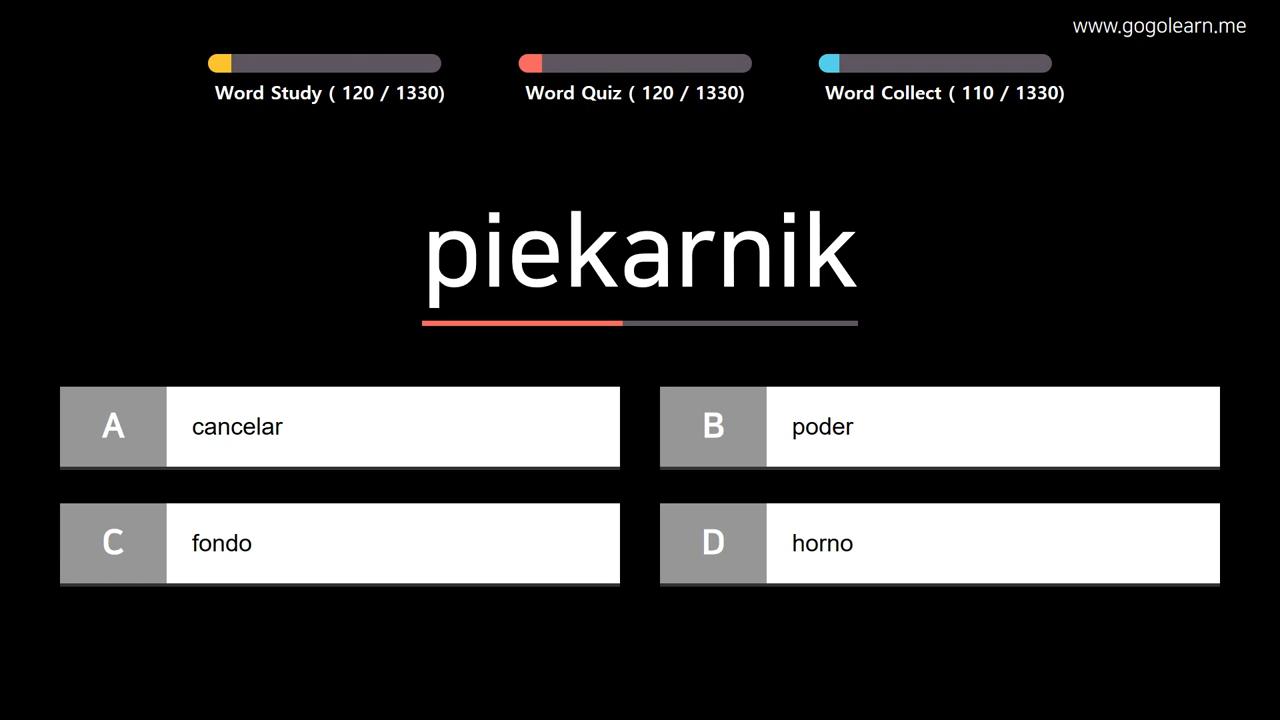 www.gogolearn.me
Word Study ( 120 / 1330)
Word Quiz ( 120 / 1330)
Word Collect ( 110 / 1330)
piekarnik
A cancelar
B poder
C fondo
D horno